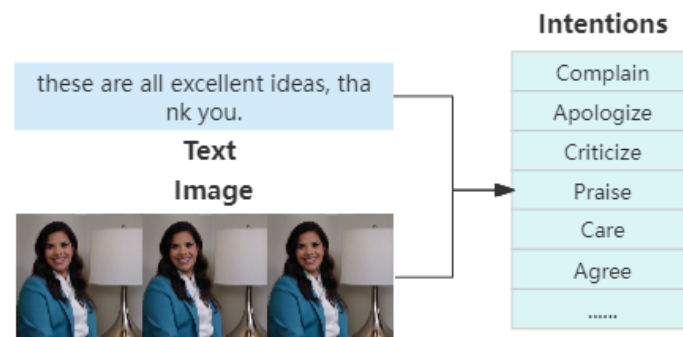 Intentions
these are all excellent ideas, tha
nk you.
Text
Image
Complain
Apologize
Criticize
Praise
Care
Agree
......